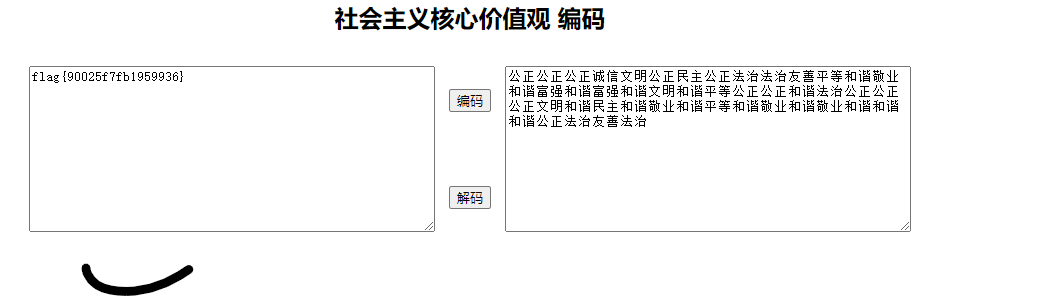 社会主义核心价值观 编码
flag{90025f7fb1959936}
编码
解码
公正公正公正诚信文明公正民主公正法治法治友善平等和谐敬业
和谐富强和谐富强和谐文明和谐平等公正公正和谐法治公正公正
公正文明和谐民主和谐敬业和谐平等和谐敬业和谐敬业和谐和谐
和谐公正法治友善法治